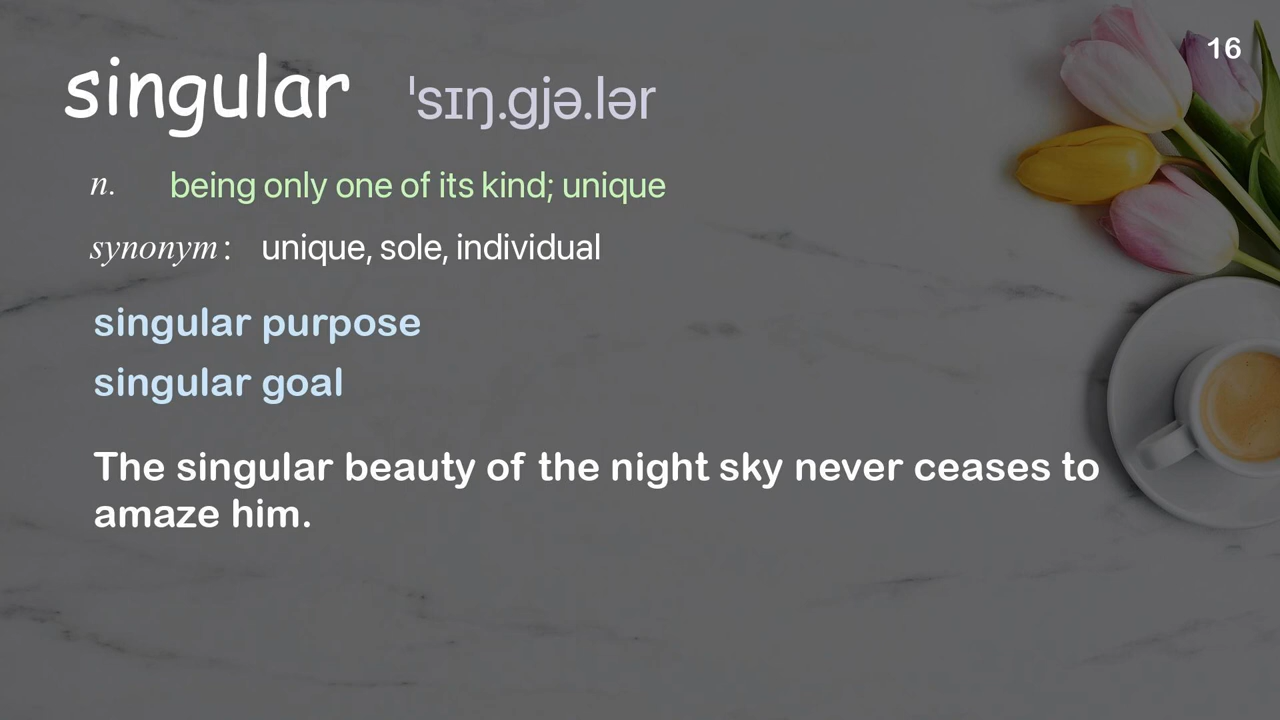 16
singular ˈsɪŋ.gjə.lər
n. being only one of its kind; unique
synonym: unique, sole, individual
singular purpose
singular goal
The singular beauty of the night sky never ceases to
amaze him.